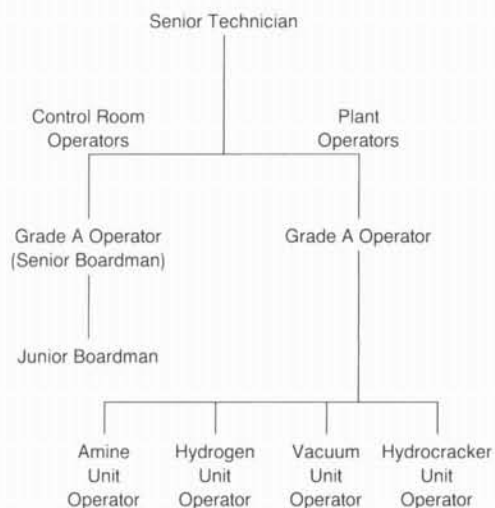 Senior Technician
Control Room
Operators
Plant
Operators
Grade A Operator
(Senior Boardman)
Grade A Operator
Junior Boardman
Amine
Unit
Operator
Hydrogen
Unit
Operator
Vacuum
Unit
Operator
Hydrocracker
Unit
Operator